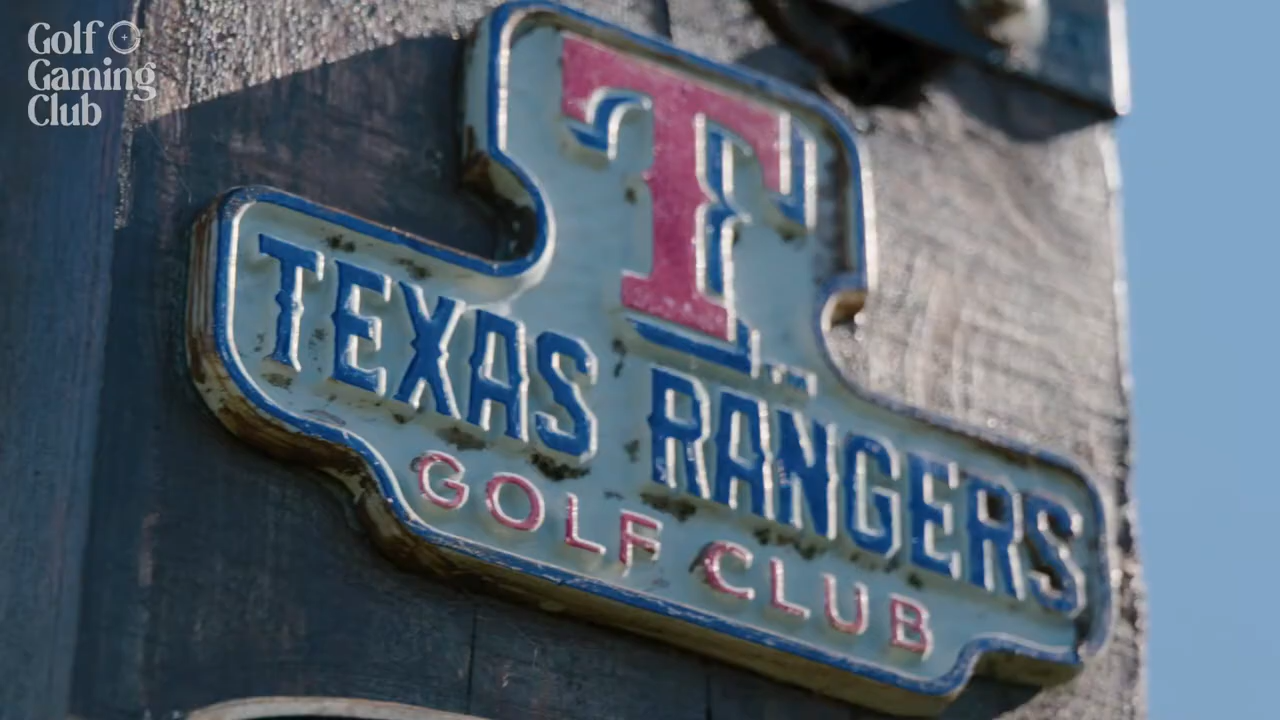 Golf
Gaming
Club
T
TEXAS RANGERS
GOLF CLUB